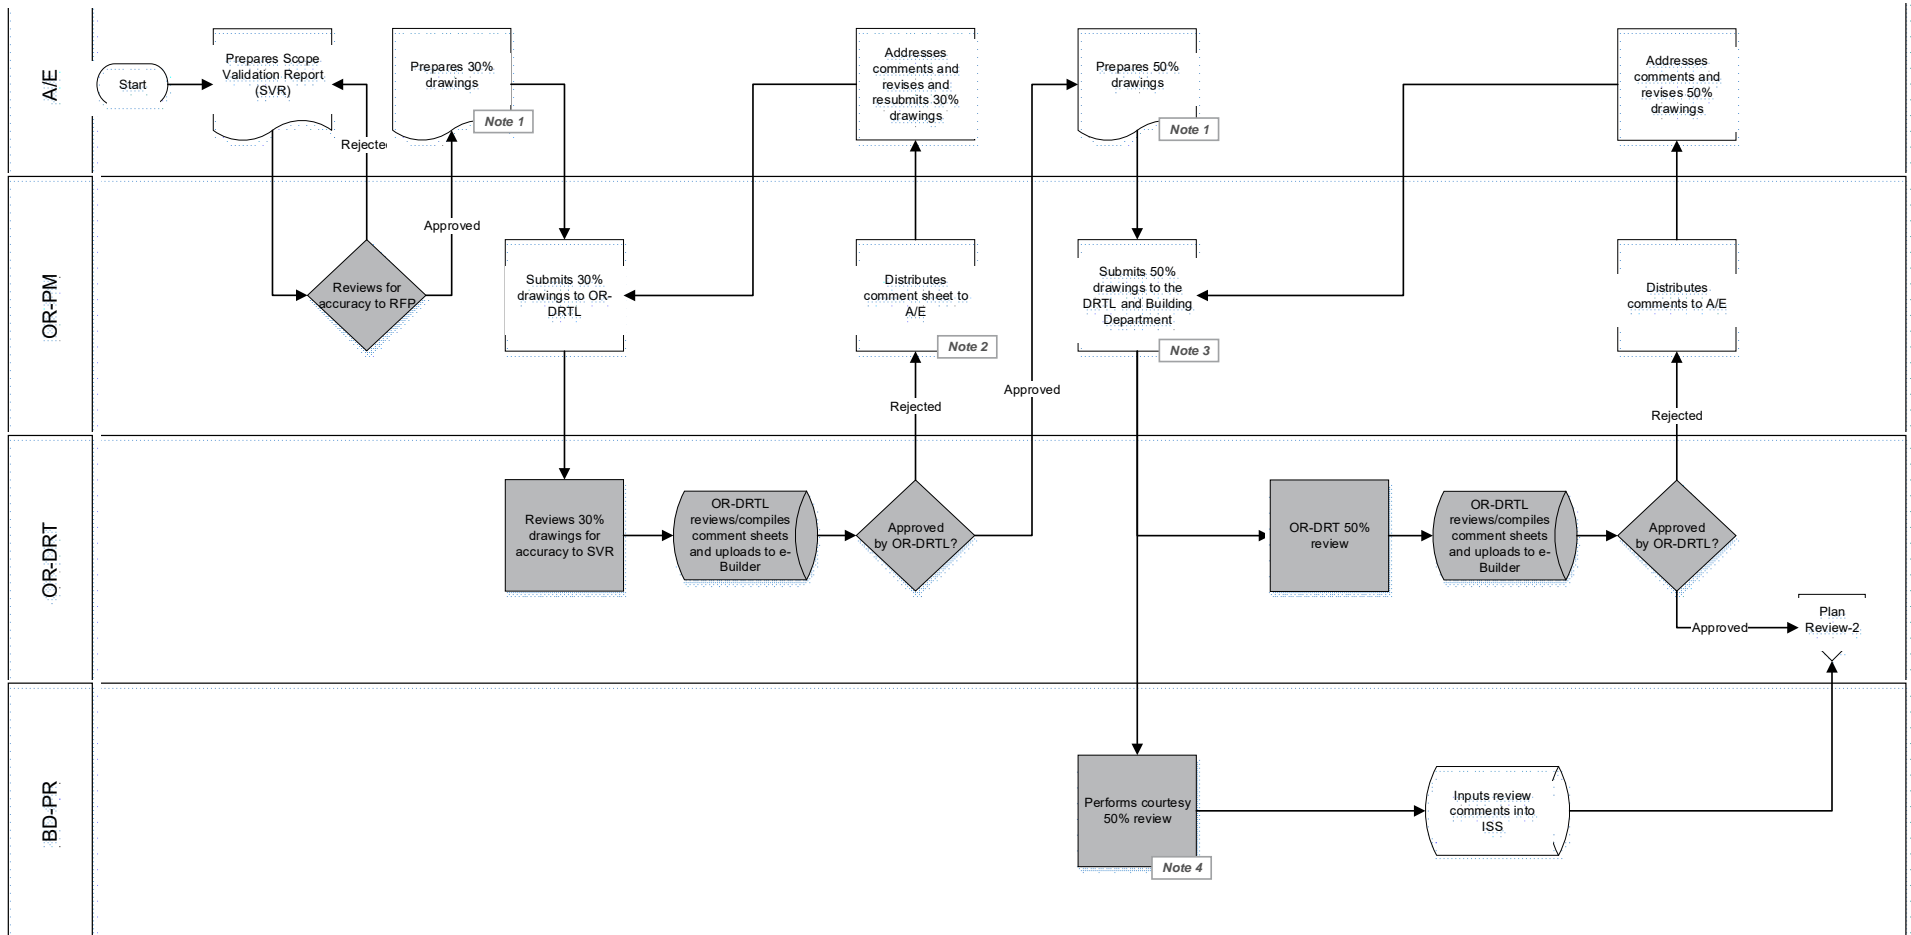 A/E
Start
Prepares Scope
Validation Report
(SVR)
Rejected
Prepares 30%
drawings
Note 1
Addresses
comments and
revises and
resubmits 30%
drawings
Prepares 50%
drawings
Note 1
Addresses
comments and
revises 50%
drawings
OR-PM
Reviews for
accuracy to RFP
Approved
Submits 30%
drawings to OR-
DRTL
Distributes
comment sheet to
A/E
Note 2
Rejected
Approved
Submits 50%
drawings to the
DRTL and Building
Department
Note 3
Distributes
comments to A/E
Rejected
OR-DRT
Reviews 30%
drawings for
accuracy to SVR
OR-DRTL
reviews/compiles
comment sheets
and uploads to e-
Builder
Approved
by OR-DRTL?
OR-DRT 50%
review
OR-DRTL
reviews/compiles
comment sheets
and uploads to e-
Builder
Approved
by OR-DRTL?
Approved
Plan
Review-2
BD-PR
Performs courtesy
50% review
Note 4
Inputs review
comments into
ISS